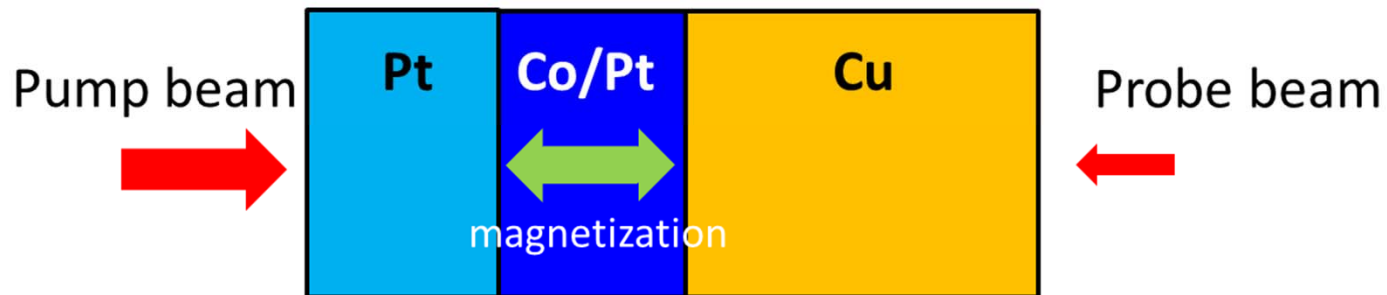 Pump beam
Pt
Co/Pt
Cu
Probe beam
magnetization